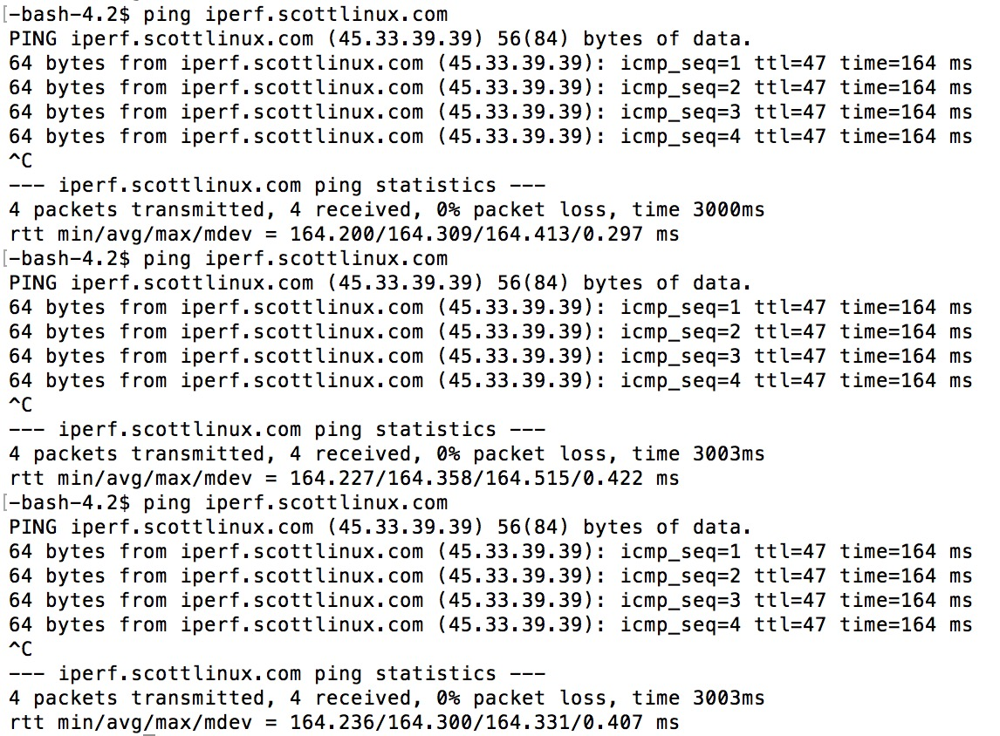 [-bash-4.2$ ping iperf.scottlinux.com
PING iperf.scottlinux.com (45.33.39.39) 56(84) bytes of data.
64 bytes from iperf.scottlinux.com (45.33.39.39): icmp_seq=1 ttl=47 time=164 ms
64 bytes from iperf.scottlinux.com (45.33.39.39): icmp_seq=2 ttl=47 time=164 ms
64 bytes from iperf.scottlinux.com (45.33.39.39): icmp_seq=3 ttl=47 time=164 ms
64 bytes from iperf.scottlinux.com (45.33.39.39): icmp_seq=4 ttl=47 time=164 ms
^C
--- iperf.scottlinux.com ping statistics ---
4 packets transmitted, 4 received, 0% packet loss, time 3000ms
rtt min/avg/max/mdev = 164.200/164.309/164.413/0.297 ms
[-bash-4.2$ ping iperf.scottlinux.com
PING iperf.scottlinux.com (45.33.39.39) 56(84) bytes of data.
64 bytes from iperf.scottlinux.com (45.33.39.39): icmp_seq=1 ttl=47 time=164 ms
64 bytes from iperf.scottlinux.com (45.33.39.39): icmp_seq=2 ttl=47 time=164 ms
64 bytes from iperf.scottlinux.com (45.33.39.39): icmp_seq=3 ttl=47 time=164 ms
64 bytes from iperf.scottlinux.com (45.33.39.39): icmp_seq=4 ttl=47 time=164 ms
^C
--- iperf.scottlinux.com ping statistics ---
4 packets transmitted, 4 received, 0% packet loss, time 3003ms
rtt min/avg/max/mdev = 164.227/164.358/164.515/0.422 ms
[-bash-4.2$ ping iperf.scottlinux.com
PING iperf.scottlinux.com (45.33.39.39) 56(84) bytes of data.
64 bytes from iperf.scottlinux.com (45.33.39.39): icmp_seq=1 ttl=47 time=164 ms
64 bytes from iperf.scottlinux.com (45.33.39.39): icmp_seq=2 ttl=47 time=164 ms
64 bytes from iperf.scottlinux.com (45.33.39.39): icmp_seq=3 ttl=47 time=164 ms
64 bytes from iperf.scottlinux.com (45.33.39.39): icmp_seq=4 ttl=47 time=164 ms
^C
--- iperf.scottlinux.com ping statistics ---
4 packets transmitted, 4 received, 0% packet loss, time 3003ms
rtt min/avg/max/mdev = 164.236/164.300/164.331/0.407 ms